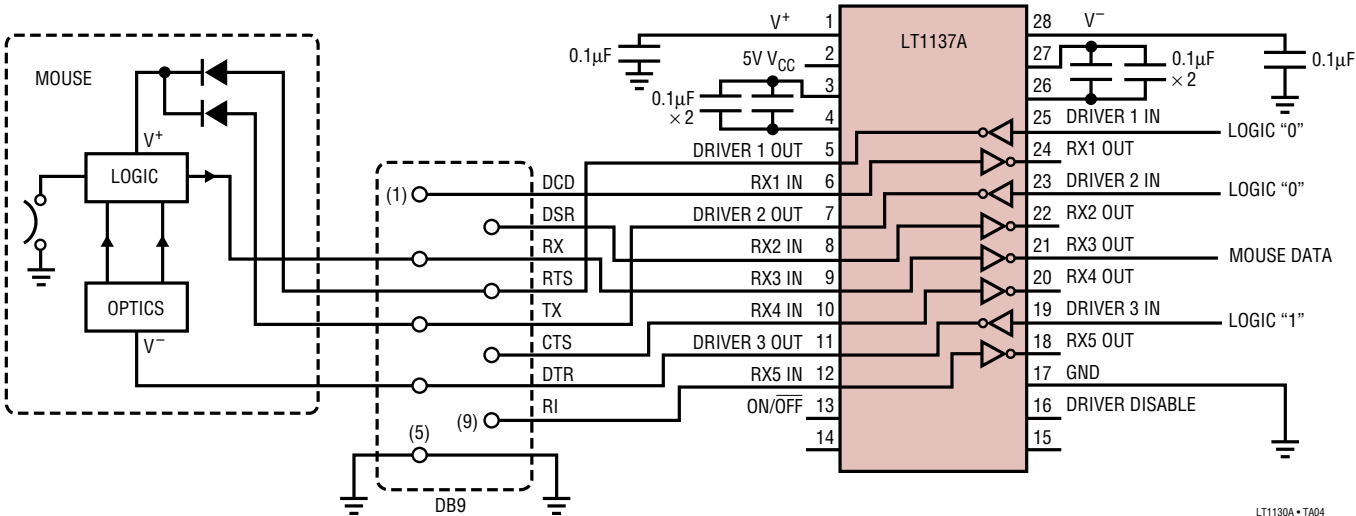 MOUSE
V+
LOGIC
OPTICS
V–
(1)
DCD
DSR
RX
RTS
TX
CTS
DTR
(9)
RI
(5)
DB9
LT1137A
0.1µF
V+ 1
5V VCC 2
0.1µF
× 2
3
4
DRIVER 1 OUT 5
RX1 IN 6
DRIVER 2 OUT 7
RX2 IN 8
RX3 IN 9
RX4 IN 10
DRIVER 3 OUT 11
RX5 IN 12
ON/OFF 13
14
28 V–
0.1µF
27
0.1µF
× 2
26
25 DRIVER 1 IN LOGIC “0”
24 RX1 OUT
23 DRIVER 2 IN LOGIC “0”
22 RX2 OUT
21 RX3 OUT MOUSE DATA
20 RX4 OUT
19 DRIVER 3 IN LOGIC “1”
18 RX5 OUT
17 GND
16 DRIVER DISABLE
15
LT1130A • TA04